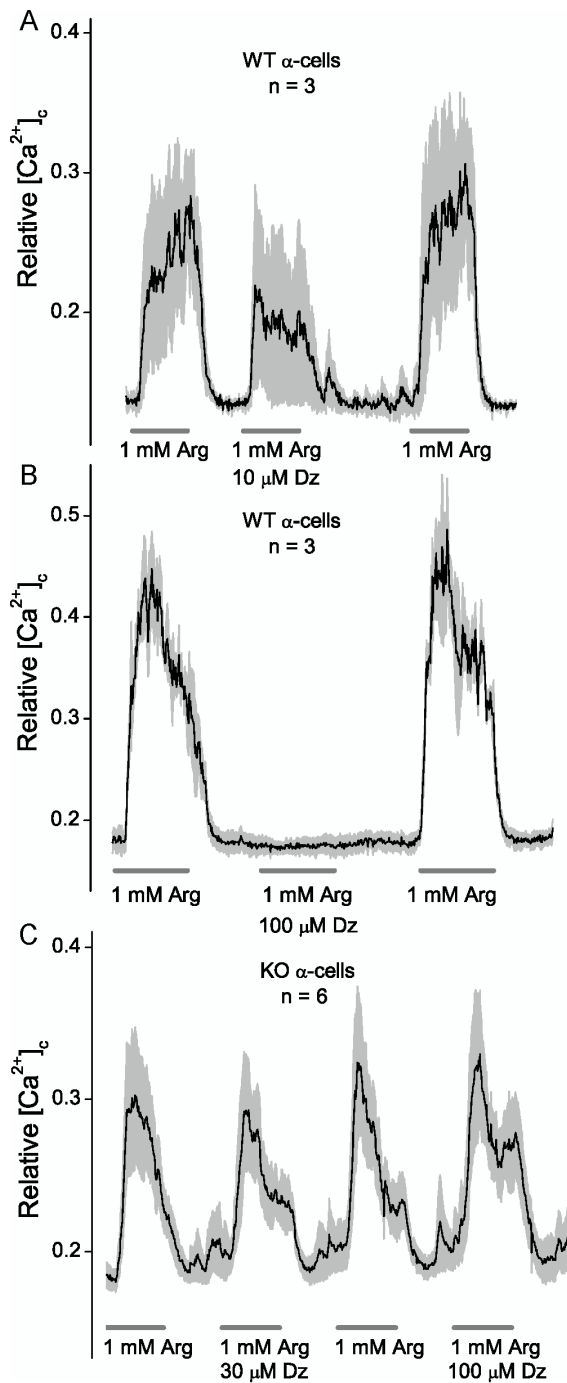 A
0.4
WT α-cells
n = 3
0.3
0.2
Relative [Ca2+]c
1 mM Arg 1 mM Arg 1 mM Arg
10 μM Dz
B
0.5
WT α-cells
n = 3
0.4
0.3
0.2
Relative [Ca2+]c
1 mM Arg 1 mM Arg 1 mM Arg
100 μM Dz
C
0.4
KO α-cells
n = 6
0.3
0.2
Relative [Ca2+]c
1 mM Arg 1 mM Arg 1 mM Arg 1 mM Arg
30 μM Dz 100 μM Dz